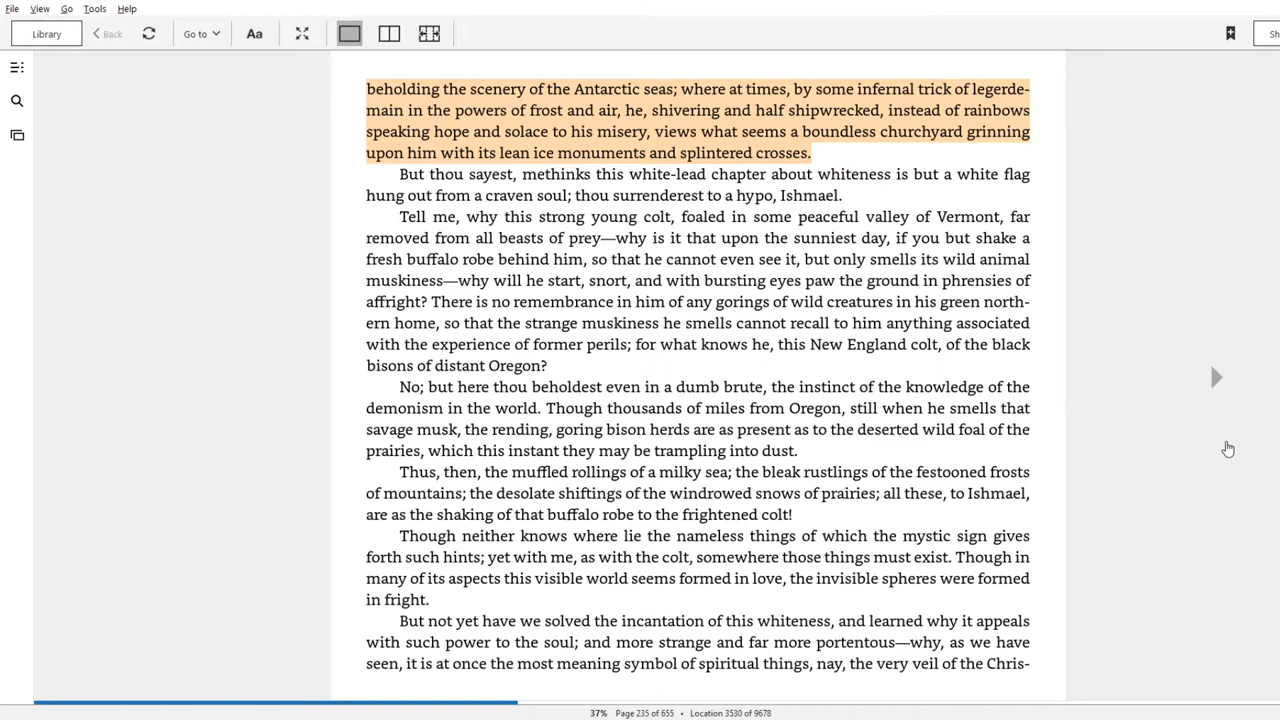 File View Go Tools Help
Library Back Go to Aa Sh
beholding the scenery of the Antarctic seas; where at times, by some infernal trick of legerde-
main in the powers of frost and air, he, shivering and half shipwrecked, instead of rainbows
speaking hope and solace to his misery, views what seems a boundless churchyard grinning
upon him with its lean ice monuments and splintered crosses.
But thou sayest, methinks this white-lead chapter about whiteness is but a white flag
hung out from a craven soul; thou surrenderest to a hypo, Ishmael.
Tell me, why this strong young colt, foaled in some peaceful valley of Vermont, far
removed from all beasts of prey—why is it that upon the sunniest day, if you but shake a
fresh buffalo robe behind him, so that he cannot even see it, but only smells its wild animal
muskiness—why will he start, snort, and with bursting eyes paw the ground in phrensies of
affright? There is no remembrance in him of any gorings of wild creatures in his green north-
ern home, so that the strange muskiness he smells cannot recall to him anything associated
with the experience of former perils; for what knows he, this New England colt, of the black
bisons of distant Oregon?
No; but here thou beholdest even in a dumb brute, the instinct of the knowledge of the
demonism in the world. Though thousands of miles from Oregon, still when he smells that
savage musk, the rending, goring bison herds are as present as to the deserted wild foal of the
prairies, which this instant they may be trampling into dust.
Thus, then, the muffled rollings of a milky sea; the bleak rustlings of the festooned frosts
of mountains; the desolate shiftings of the windrowed snows of prairies; all these, to Ishmael,
are as the shaking of that buffalo robe to the frightened colt!
Though neither knows where lie the nameless things of which the mystic sign gives
forth such hints; yet with me, as with the colt, somewhere those things must exist. Though in
many of its aspects this visible world seems formed in love, the invisible spheres were formed
in fright.
But not yet have we solved the incantation of this whiteness, and learned why it appeals
with such power to the soul; and more strange and far more portentous—why, as we have
seen, it is at once the most meaning symbol of spiritual things, nay, the very veil of the Chris-
37% Page 235 of 655 • Location 3530 of 9678